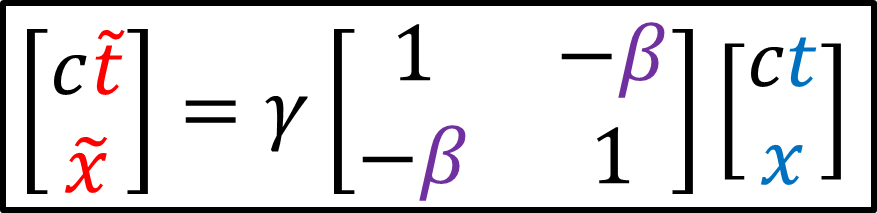 [ct̃ x̃] = γ [1 −β −β 1] [ct x]